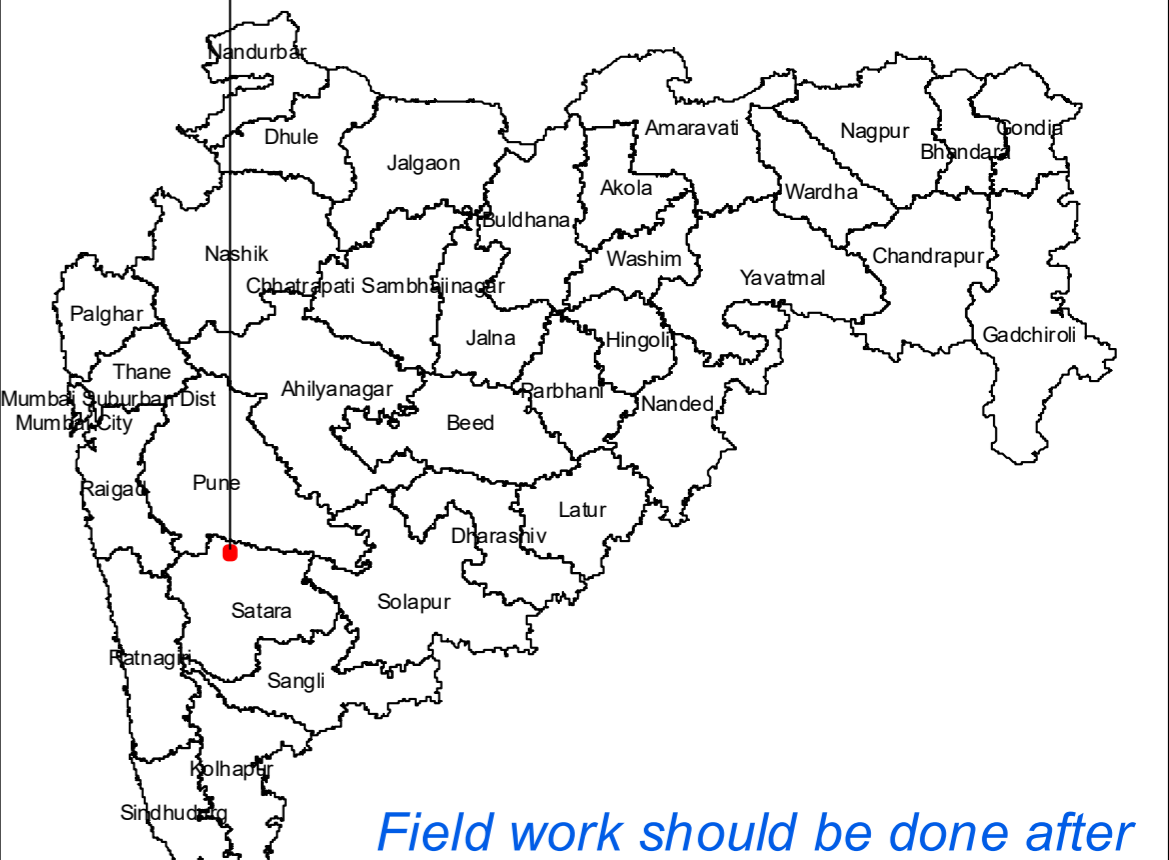 Nandurbar
Dhule
Jalgaon
Amaravati
Nagpur
Gondia
Bhandara
Akola
Wardha
Buldhana
Nashik
Washim
Chandrapur
Chhatrapati Sambhajinagar
Yavatmal
Palghar
Jalna
Hingoli
Gadchiroli
Thane
Ahilyanagar
Parbhani
Mumbai Suburban Dist
Nanded
Mumbai City
Beed
Raigad
Pune
Latur
Dharashiv
Satara
Solapur
Ratnagiri
Sangli
Kolhapur
Sindhudurg
Field work should be done after